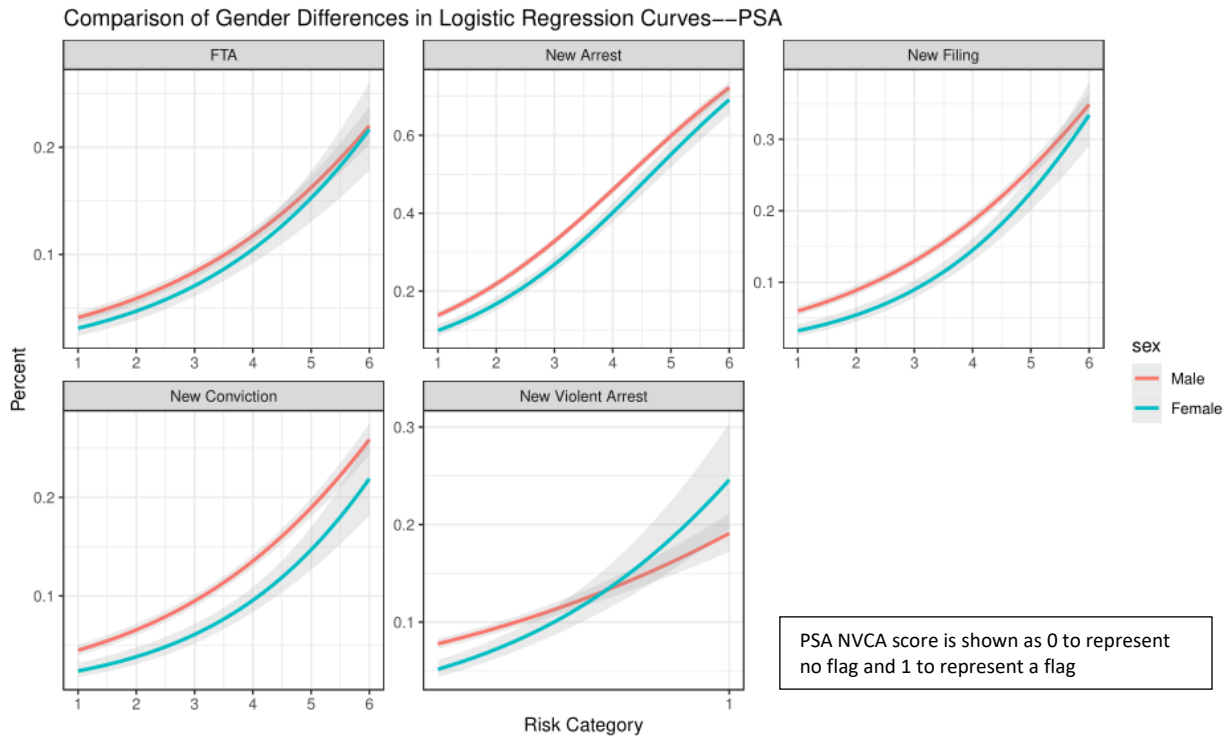 Comparison of Gender Differences in Logistic Regression Curves––PSA
FTA
New Arrest
New Filing
0.2
0.1
0.6
0.4
0.2
0.3
0.2
0.1
1 2 3 4 5 6
1 2 3 4 5 6
1 2 3 4 5 6
Percent
New Conviction
New Violent Arrest
0.2
0.1
0.3
0.2
0.1
1 2 3 4 5 6
1
Risk Category
sex
Male
Female
PSA NVCA score is shown as 0 to represent
no flag and 1 to represent a flag